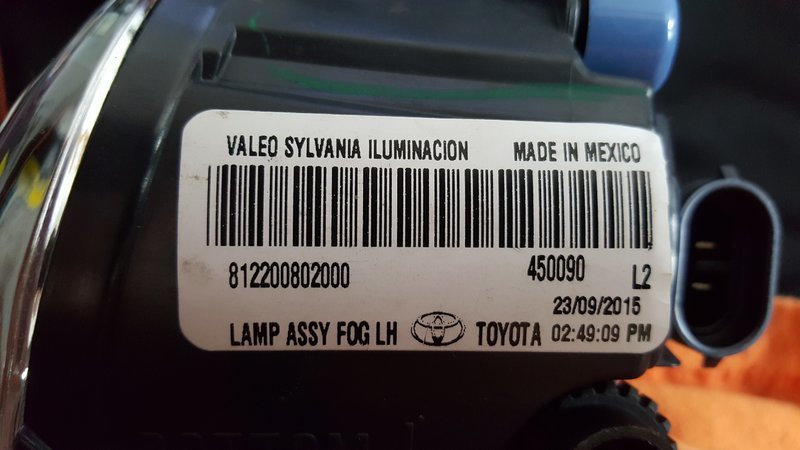 VALEO SYLVANIA ILUMINACION MADE IN MEXICO
812200802000 450090 L2
23/09/2015
LAMP ASSY FOG LH TOYOTA 02:49:09 PM
BOTTOM